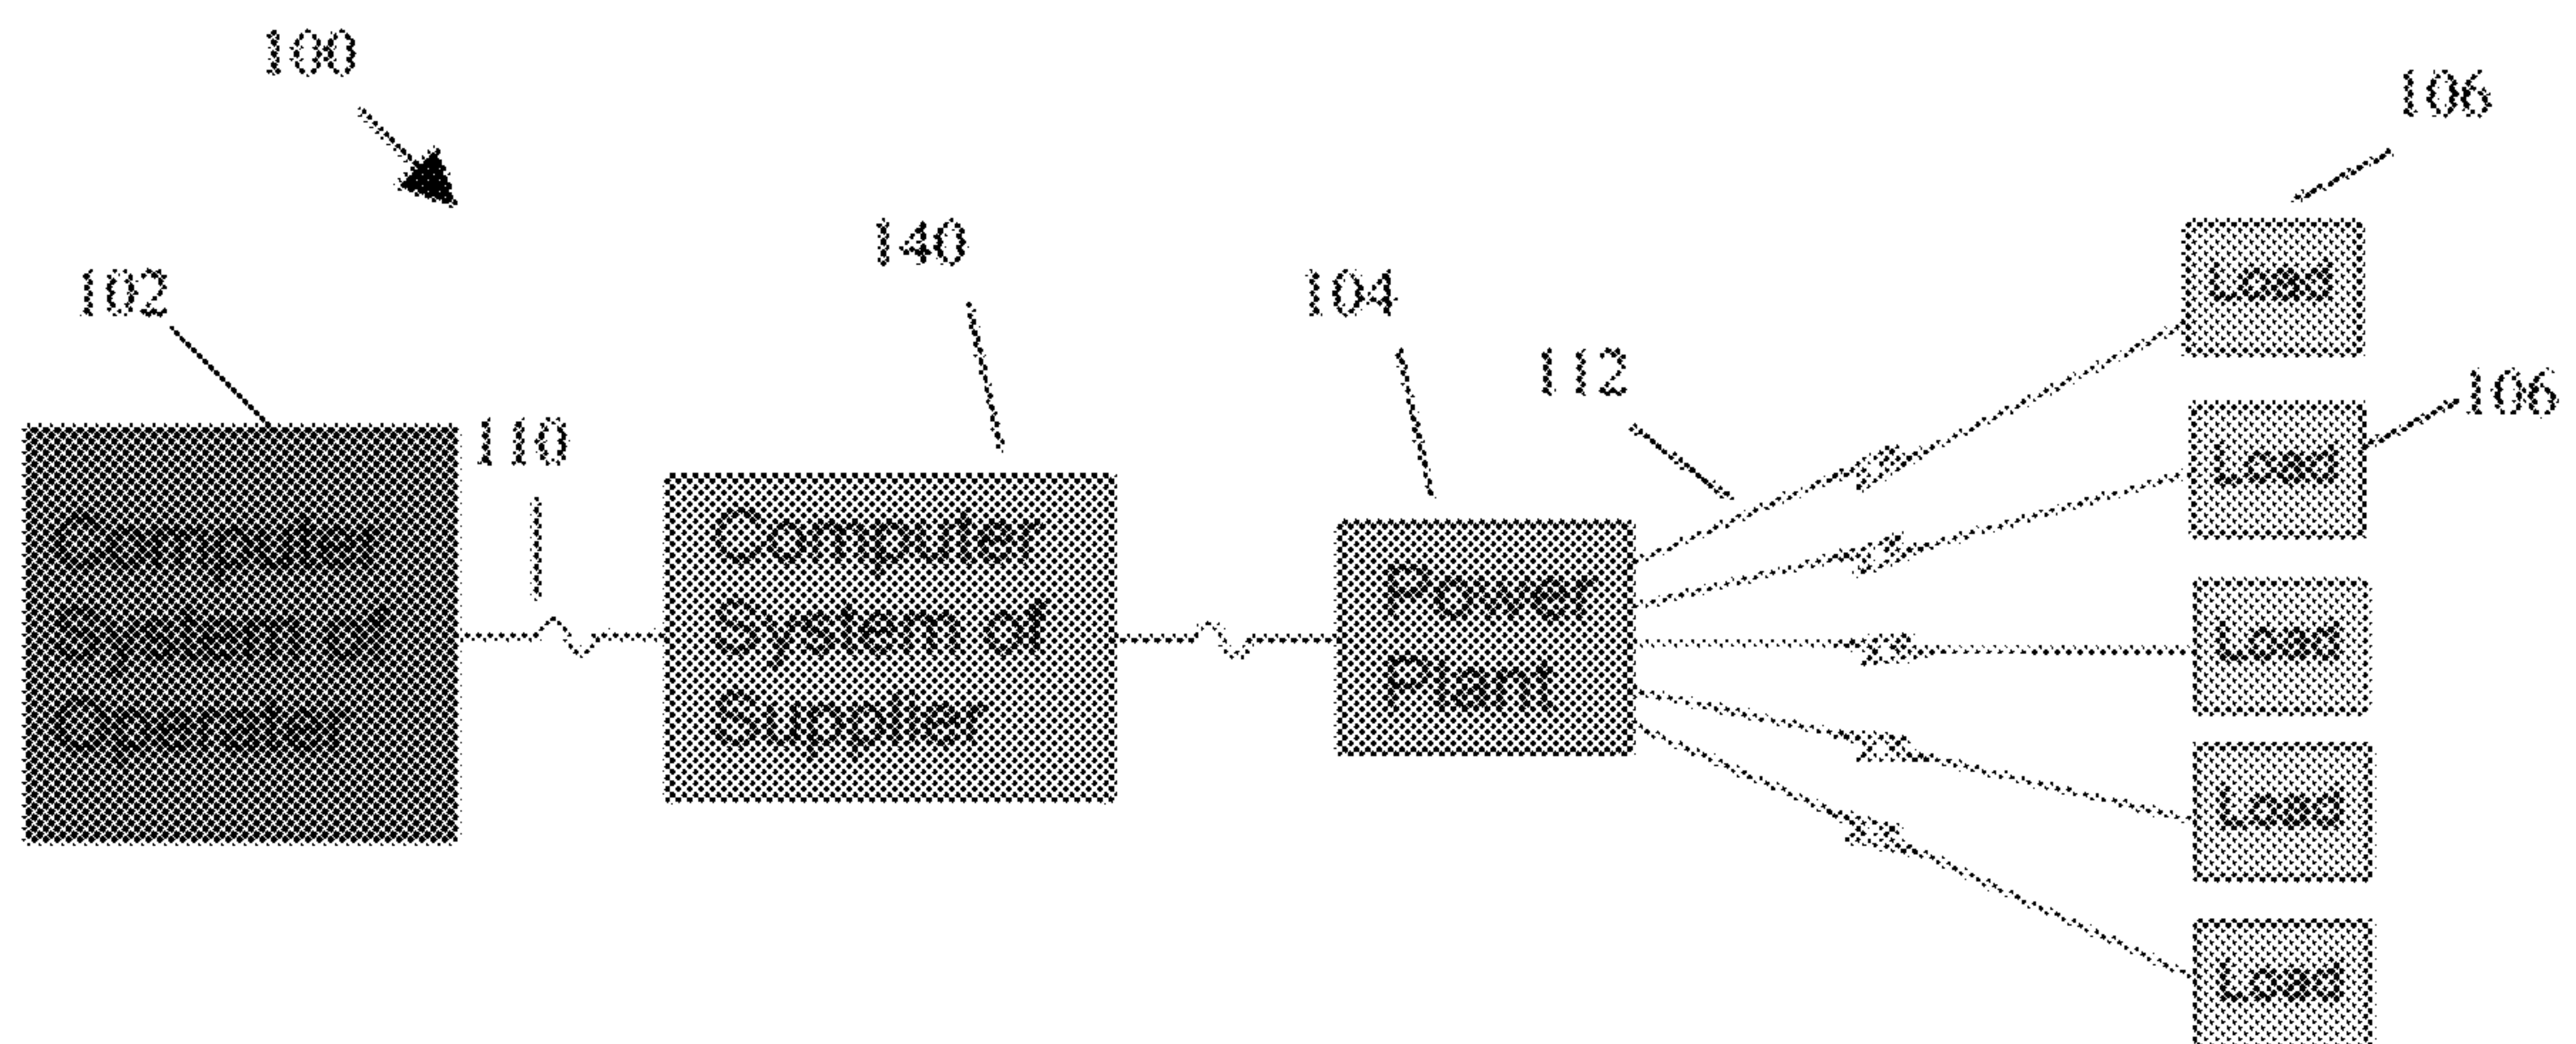 100
106
140
102
104
112
106
110
Load
Load
Computer
System of
Operater
Computer
System of
Supplier
Power
Plant
Load
Load
Load